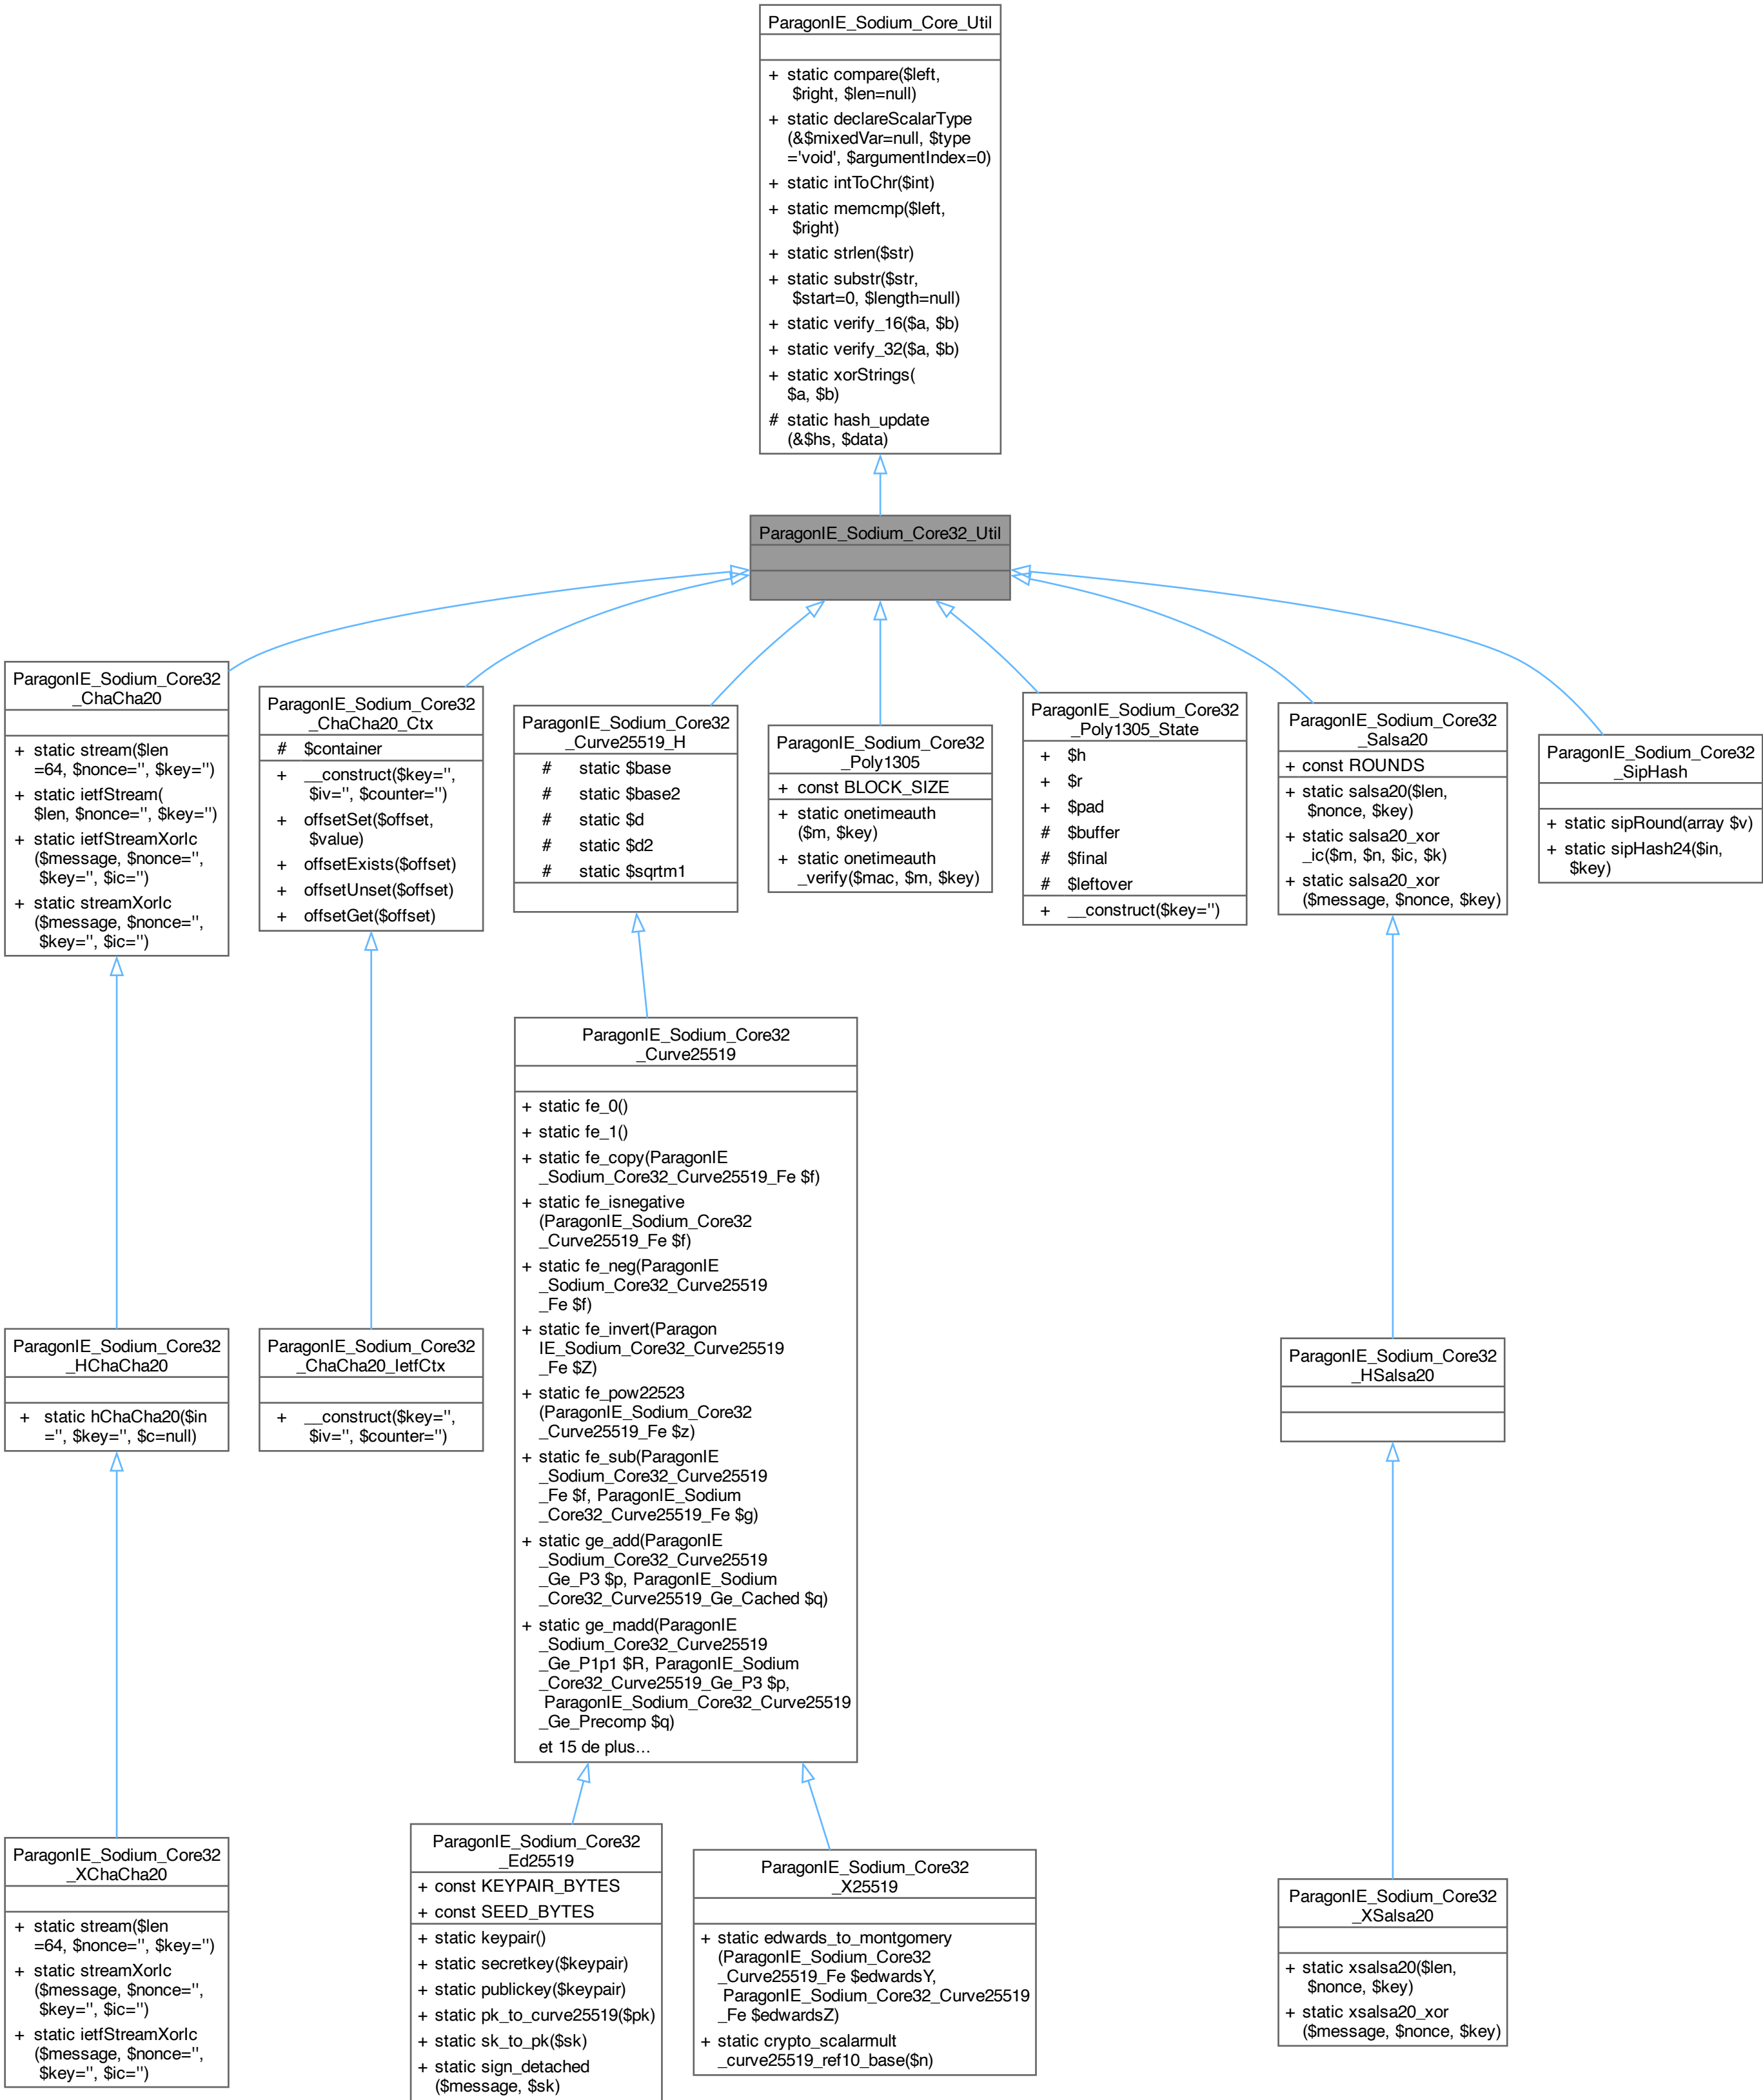 ParagonIE_Sodium_Core_Util
+ static compare($left,
$right, $len=null)
+ static declareScalarType
(&$mixedVar=null, $type
='void', $argumentIndex=0)
+ static intToChr($int)
+ static memcmp($left,
$right)
+ static strlen($str)
+ static substr($str,
$start=0, $length=null)
+ static verify_16($a, $b)
+ static verify_32($a, $b)
+ static xorStrings(
$a, $b)
# static hash_update
(&$hs, $data)
ParagonIE_Sodium_Core32_Util
ParagonIE_Sodium_Core32
_ChaCha20
+ static stream($len
=64, $nonce='', $key='')
+ static ietfStream(
$len, $nonce='', $key='')
+ static ietfStreamXorIc
($message, $nonce='',
$key='', $ic='')
+ static streamXorIc
($message, $nonce='',
$key='', $ic='')
ParagonIE_Sodium_Core32
_ChaCha20_Ctx
# $container
+ __construct($key='',
$iv='', $counter='')
+ offsetSet($offset,
$value)
+ offsetExists($offset)
+ offsetUnset($offset)
+ offsetGet($offset)
ParagonIE_Sodium_Core32
_Curve25519_H
# static $base
# static $base2
# static $d
# static $d2
# static $sqrtm1
ParagonIE_Sodium_Core32
_Poly1305
+ const BLOCK_SIZE
+ static onetimeauth
($m, $key)
+ static onetimeauth
_verify($mac, $m, $key)
ParagonIE_Sodium_Core32
_Poly1305_State
+ $h
+ $r
+ $pad
# $buffer
# $final
# $leftover
+ __construct($key='')
ParagonIE_Sodium_Core32
_Salsa20
+ const ROUNDS
+ static salsa20($len,
$nonce, $key)
+ static salsa20_xor
_ic($m, $n, $ic, $k)
+ static salsa20_xor
($message, $nonce, $key)
ParagonIE_Sodium_Core32
_SipHash
+ static sipRound(array $v)
+ static sipHash24($in,
$key)
ParagonIE_Sodium_Core32
_Curve25519
+ static fe_0()
+ static fe_1()
+ static fe_copy(ParagonIE
_Sodium_Core32_Curve25519_Fe $f)
+ static fe_isnegative
(ParagonIE_Sodium_Core32
_Curve25519_Fe $f)
+ static fe_neg(ParagonIE
_Sodium_Core32_Curve25519
_Fe $f)
+ static fe_invert(Paragon
IE_Sodium_Core32_Curve25519
_Fe $Z)
+ static fe_pow22523
(ParagonIE_Sodium_Core32
_Curve25519_Fe $z)
+ static fe_sub(ParagonIE
_Sodium_Core32_Curve25519
_Fe $f, ParagonIE_Sodium
_Core32_Curve25519_Fe $g)
+ static ge_add(ParagonIE
_Sodium_Core32_Curve25519
_Ge_P3 $p, ParagonIE_Sodium
_Core32_Curve25519_Ge_Cached $q)
+ static ge_madd(ParagonIE
_Sodium_Core32_Curve25519
_Ge_P1p1 $R, ParagonIE_Sodium
_Core32_Curve25519_Ge_P3 $p,
ParagonIE_Sodium_Core32_Curve25519
_Ge_Precomp $q)
et 15 de plus...
ParagonIE_Sodium_Core32
_HChaCha20
+ static hChaCha20($in
='', $key='', $c=null)
ParagonIE_Sodium_Core32
_ChaCha20_IetfCtx
+ __construct($key='',
$iv='', $counter='')
ParagonIE_Sodium_Core32
_HSalsa20
ParagonIE_Sodium_Core32
_XChaCha20
+ static stream($len
=64, $nonce='', $key='')
+ static streamXorIc
($message, $nonce='',
$key='', $ic='')
+ static ietfStreamXorIc
($message, $nonce='',
$key='', $ic='')
ParagonIE_Sodium_Core32
_Ed25519
+ const KEYPAIR_BYTES
+ const SEED_BYTES
+ static keypair()
+ static secretkey($keypair)
+ static publickey($keypair)
+ static pk_to_curve25519($pk)
+ static sk_to_pk($sk)
+ static sign_detached
($message, $sk)
ParagonIE_Sodium_Core32
_X25519
+ static edwards_to_montgomery
(ParagonIE_Sodium_Core32
_Curve25519_Fe $edwardsY,
ParagonIE_Sodium_Core32_Curve25519
_Fe $edwardsZ)
+ static crypto_scalarmult
_curve25519_ref10_base($n)
ParagonIE_Sodium_Core32
_XSalsa20
+ static xsalsa20($len,
$nonce, $key)
+ static xsalsa20_xor
($message, $nonce, $key)